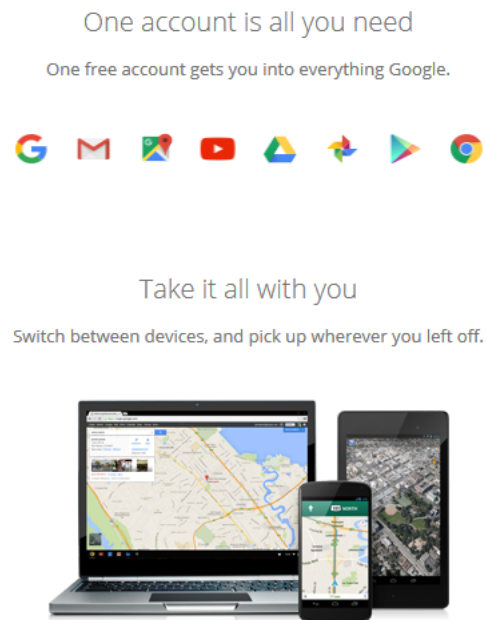 One account is all you need
One free account gets you into everything Google.
Take it all with you
Switch between devices, and pick up wherever you left off.
NORTH